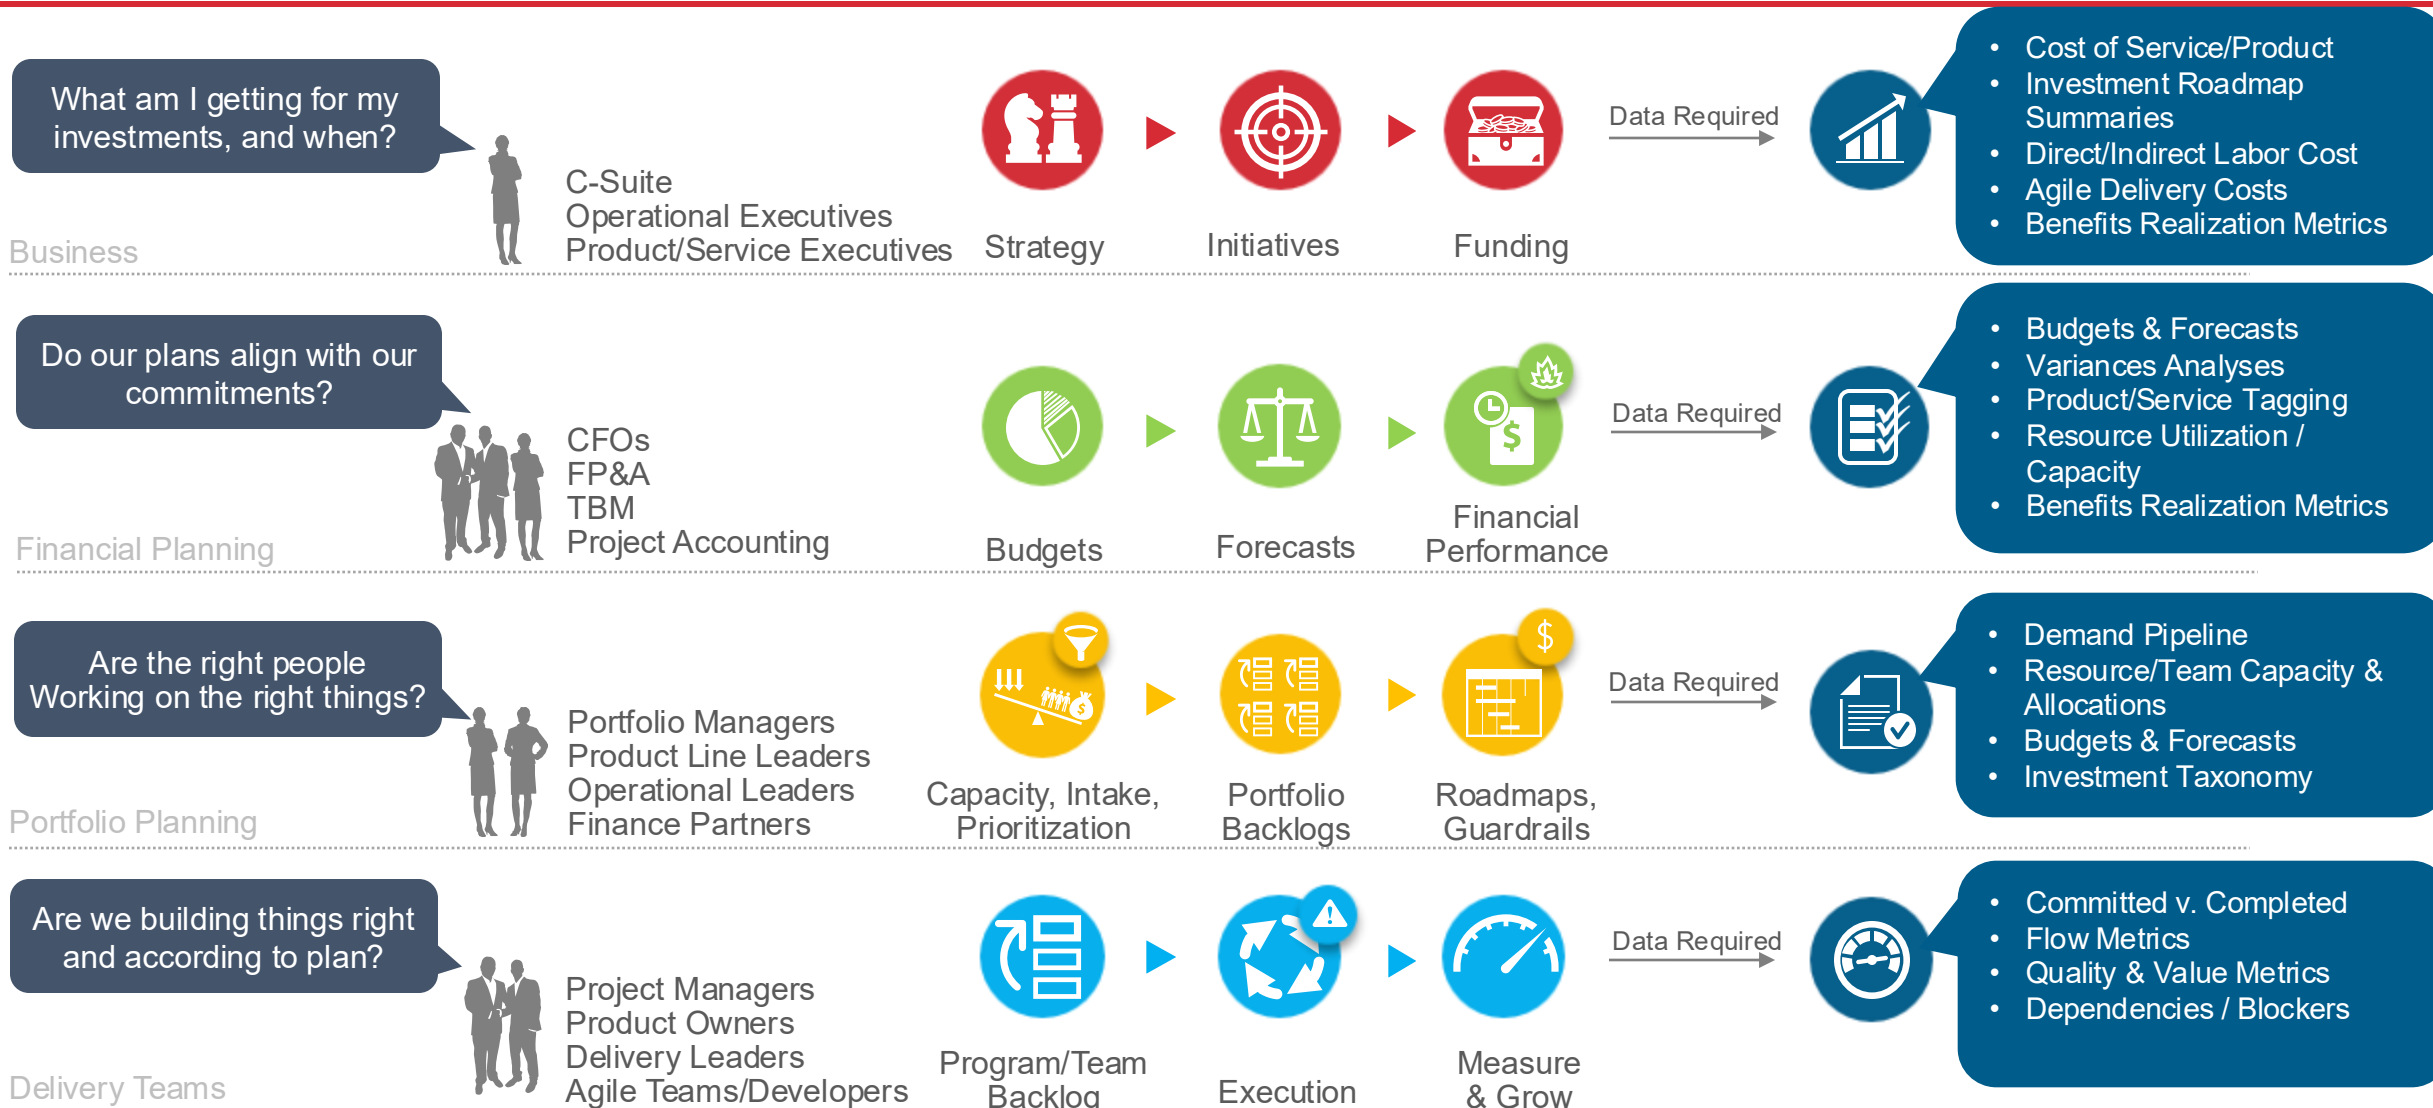 What am I getting for my
investments, and when?
Business
C-Suite
Operational Executives
Product/Service Executives
Strategy
Initiatives
Funding
Data Required
• Cost of Service/Product
• Investment Roadmap
Summaries
• Direct/Indirect Labor Cost
• Agile Delivery Costs
• Benefits Realization Metrics
Do our plans align with our
commitments?
Financial Planning
CFOs
FP&A
TBM
Project Accounting
Budgets
Forecasts
$
Financial
Performance
Data Required
• Budgets & Forecasts
• Variances Analyses
• Product/Service Tagging
• Resource Utilization /
Capacity
• Benefits Realization Metrics
Are the right people
Working on the right things?
Portfolio Planning
Portfolio Managers
Product Line Leaders
Operational Leaders
Finance Partners
$
Capacity, Intake,
Prioritization
Portfolio
Backlogs
$
Roadmaps,
Guardrails
Data Required
• Demand Pipeline
• Resource/Team Capacity &
Allocations
• Budgets & Forecasts
• Investment Taxonomy
Are we building things right
and according to plan?
Delivery Teams
Project Managers
Product Owners
Delivery Leaders
Agile Teams/Developers
Program/Team
Backlog
!
Execution
Measure
& Grow
Data Required
• Committed v. Completed
• Flow Metrics
• Quality & Value Metrics
• Dependencies / Blockers